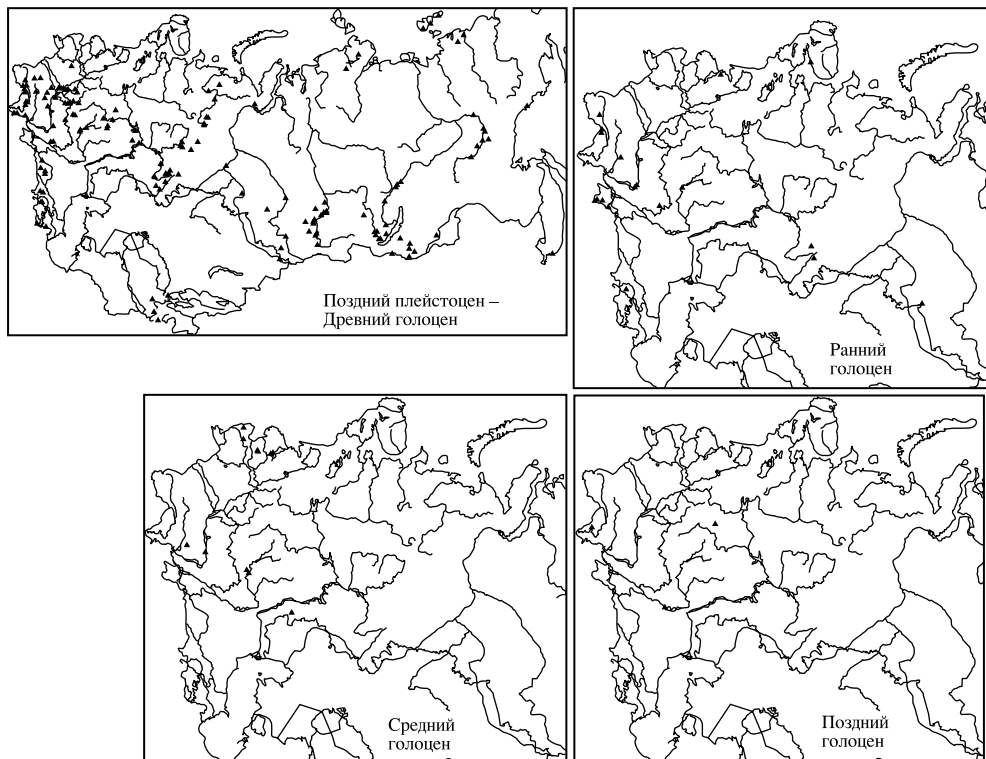 Поздний плейстоцен –
Древний голоцен
Ранний
голоцен
Средний
голоцен
Поздний
голоцен